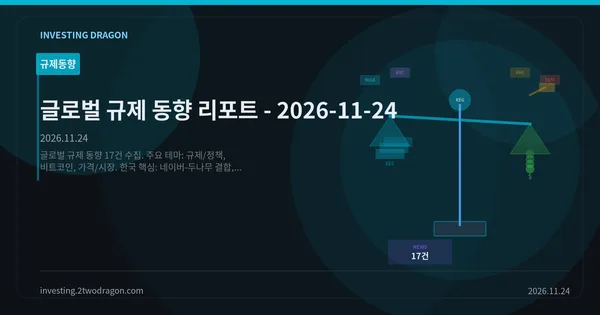 INVESTING DRAGON
규제동향
글로벌 규제 동향 리포트 - 2026-11-24
2026.11.24
글로벌 규제 동향 17건 수집. 주요 테마: 규제/정책,
비트코인, 가격/시장. 한국 핵심: 네이버-두나무 결합,...
REG
SEC
$
NEWS
17건
investing.2twodragon.com
2026.11.24